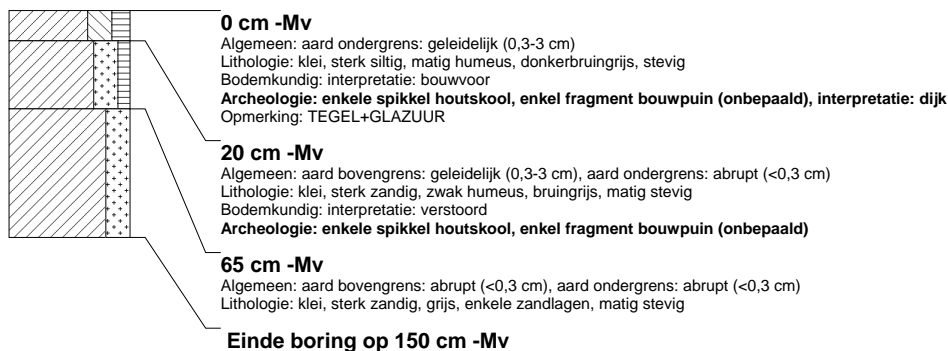 0 cm -Mv
Algemeen: aard ondergrens: geleidelijk (0,3-3 cm)
Lithologie: klei, sterk siltig, matig humeus, donkerbruingrijs, stevig
Bodemkundig: interpretatie: bouwvoor
Archeologie: enkele spikkel houtskool, enkel fragment bouwpuin (onbepaald), interpretatie: dijk
Opmerking: TEGEL+GLAZUUR
20 cm -Mv
Algemeen: aard bovengrens: geleidelijk (0,3-3 cm), aard ondergrens: abrupt (<0,3 cm)
Lithologie: klei, sterk zandig, zwak humeus, bruingrijs, matig stevig
Bodemkundig: interpretatie: verstoord
Archeologie: enkele spikkel houtskool, enkel fragment bouwpuin (onbepaald)
65 cm -Mv
Algemeen: aard bovengrens: abrupt (<0,3 cm), aard ondergrens: abrupt (<0,3 cm)
Lithologie: klei, sterk zandig, grijs, enkele zandlagen, matig stevig
Einde boring op 150 cm -Mv